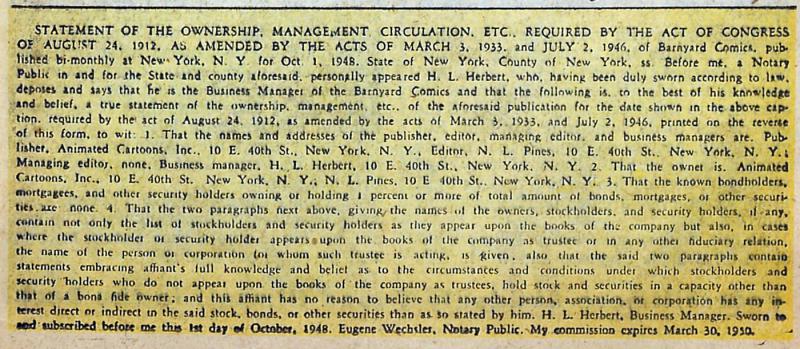 STATEMENT OF THE OWNERSHIP, MANAGEMENT, CIRCULATION, ETC., REQUIRED BY THE ACT OF CONGRESS
OF AUGUST 24, 1912, AS AMENDED BY THE ACTS OF MARCH 3, 1933, and JULY 2, 1946, of Barnyard Comics, pub-
lished bi-monthly at New York, N. Y. for Oct. 1, 1948. State of New York, County of New York, ss. Before me, a Notary
Public in and for the State and county aforesaid, personally appeared H. L. Herbert, who, having been duly sworn according to law,
deposes and says that he is the Business Manager of the Barnyard Comics and that the following is, to the best of his knowledge
and belief, a true statement of the ownership, management, etc., of the aforesaid publication for the date shown in the above cap-
tion, required by the act of August 24, 1912, as amended by the acts of March 3, 1933, and July 2, 1946, printed on the reverse
of this form, to wit: 1. That the names and addresses of the publisher, editor, managing editor, and business managers are: Pub-
lisher, Animated Cartoons, Inc., 10 E. 40th St., New York, N. Y., Editor, N. L. Pines, 10 E. 40th St., New York, N. Y.;
Managing editor, none, Business manager, H. L. Herbert, 10 E. 40th St., New York, N. Y. 2. That the owner is: Animated
Cartoons, Inc., 10 E. 40th St. New York, N. Y.; N. L. Pines, 10 E 40th St., New York, N. Y. 3. That the known bondholders,
mortgagees, and other security holders owning or holding 1 percent or more of total amount of bonds, mortgages, or other securi-
ties are: none. 4. That the two paragraphs next above, giving the names of the owners, stockholders, and security holders, if any,
contain not only the list of stockholders and security holders as they appear upon the books of the company but also, in cases
where the stockholder or security holder appears upon the books of the company as trustee or in any other fiduciary relation,
the name of the person or corporation for whom such trustee is acting, is given, also that the said two paragraphs contain
statements embracing affiant's full knowledge and belief as to the circumstances and conditions under which stockholders and
security holders who do not appear upon the books of the company as trustees, hold stock and securities in a capacity other than
that of a bona fide owner; and this affiant has no reason to believe that any other person, association, or corporation has any in-
terest direct or indirect in the said stock, bonds, or other securities than as so stated by him. H. L. Herbert, Business Manager. Sworn to
and subscribed before me this 1st day of October, 1948. Eugene Wechsler, Notary Public. My commission expires March 30, 1950.